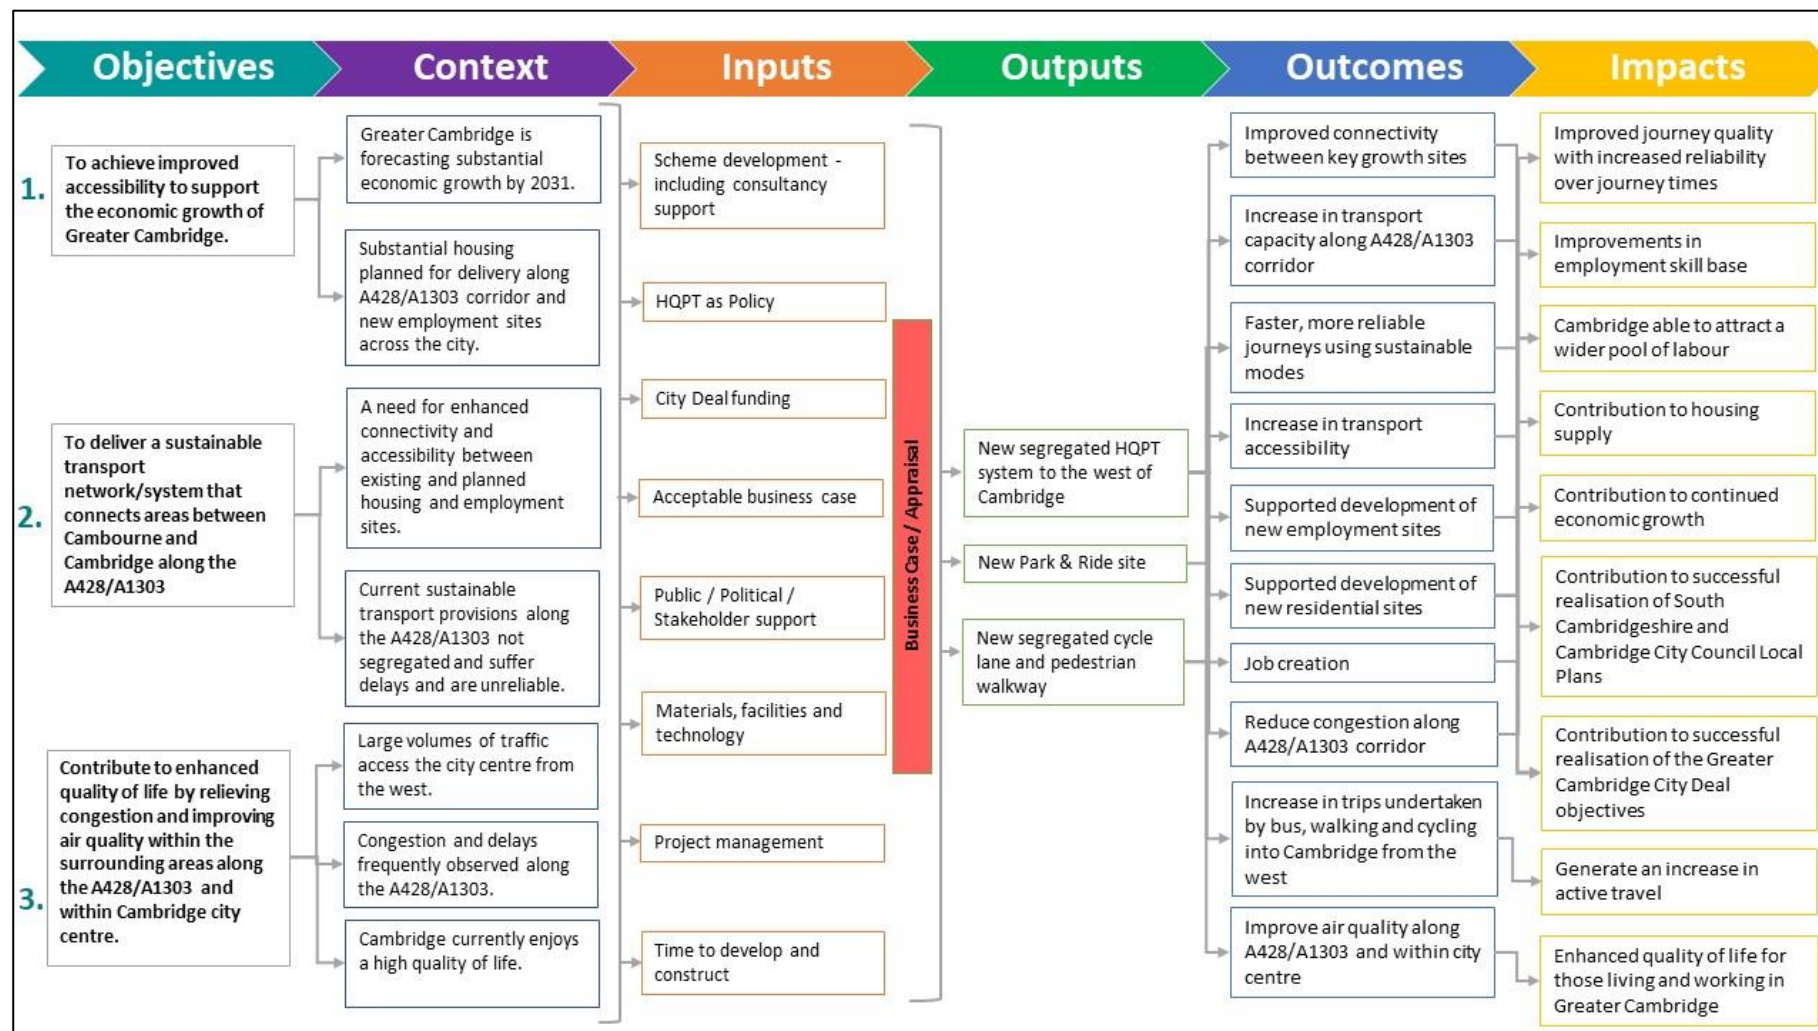 Objectives
Context
Inputs
Outputs
Outcomes
Impacts
1.
To achieve improved
accessibility to support
the economic growth of
Greater Cambridge.
2.
To deliver a sustainable
transport
network/system that
connects areas between
Cambourne and
Cambridge along the
A428/A1303
3.
Contribute to enhanced
quality of life by relieving
congestion and improving
air quality within the
surrounding areas along
the A428/A1303 and
within Cambridge city
centre.
Greater Cambridge is
forecasting substantial
economic growth by 2031.
Substantial housing
planned for delivery along
A428/A1303 corridor and
new employment sites
across the city.
A need for enhanced
connectivity and
accessibility between
existing and planned
housing and employment
sites.
Current sustainable
transport provisions along
the A428/A1303 not
segregated and suffer
delays and are unreliable.
Large volumes of traffic
access the city centre from
the west.
Congestion and delays
frequently observed along
the A428/A1303.
Cambridge currently enjoys
a high quality of life.
Scheme development -
including consultancy
support
HQPT as Policy
City Deal funding
Acceptable business case
Public / Political /
Stakeholder support
Materials, facilities and
technology
Project management
Time to develop and
construct
Business Case / Appraisal
New segregated HQPT
system to the west of
Cambridge
New Park & Ride site
New segregated cycle
lane and pedestrian
walkway
Improved connectivity
between key growth sites
Increase in transport
capacity along A428/A1303
corridor
Faster, more reliable
journeys using sustainable
modes
Increase in transport
accessibility
Supported development of
new employment sites
Supported development of
new residential sites
Job creation
Reduce congestion along
A428/A1303 corridor
Increase in trips undertaken
by bus, walking and cycling
into Cambridge from the
west
Improve air quality along
A428/A1303 and within city
centre
Improved journey quality
with increased reliability
over journey times
Improvements in
employment skill base
Cambridge able to attract a
wider pool of labour
Contribution to housing
supply
Contribution to continued
economic growth
Contribution to successful
realisation of South
Cambridgeshire and
Cambridge City Council Local
Plans
Contribution to successful
realisation of the Greater
Cambridge City Deal
objectives
Generate an increase in
active travel
Enhanced quality of life for
those living and working in
Greater Cambridge